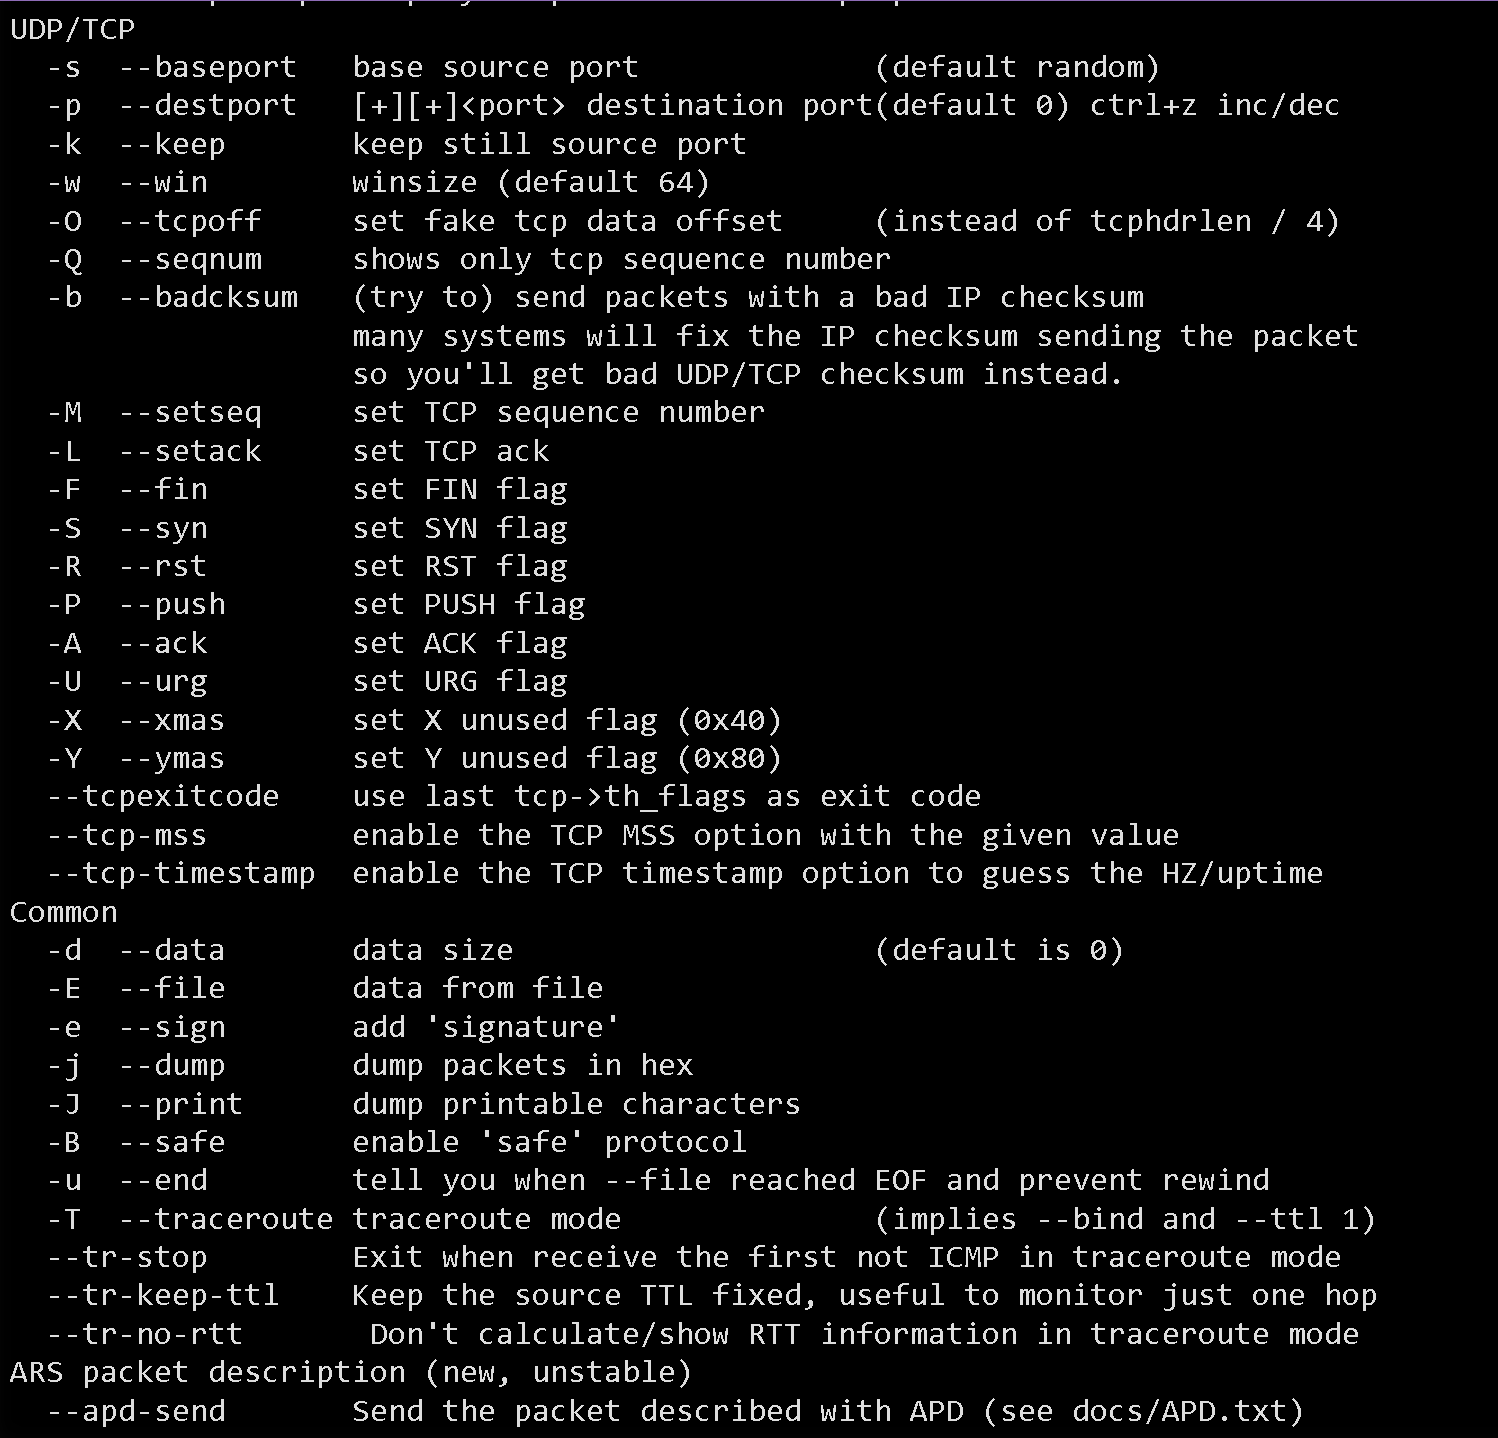 UDP/TCP
  -s  --baseport   base source port             (default random)
  -p  --destport   [+][+]<port> destination port(default 0) ctrl+z inc/dec
  -k  --keep       keep still source port
  -w  --win        winsize (default 64)
  -O  --tcpoff     set fake tcp data offset     (instead of tcphdrlen / 4)
  -Q  --seqnum     shows only tcp sequence number
  -b  --badcksum   (try to) send packets with a bad IP checksum
                   many systems will fix the IP checksum sending the packet
                   so you'll get bad UDP/TCP checksum instead.
  -M  --setseq     set TCP sequence number
  -L  --setack     set TCP ack
  -F  --fin        set FIN flag
  -S  --syn        set SYN flag
  -R  --rst        set RST flag
  -P  --push       set PUSH flag
  -A  --ack        set ACK flag
  -U  --urg        set URG flag
  -X  --xmas       set X unused flag (0x40)
  -Y  --ymas       set Y unused flag (0x80)
  --tcpexitcode    use last tcp->th_flags as exit code
  --tcp-mss        enable the TCP MSS option with the given value
  --tcp-timestamp  enable the TCP timestamp option to guess the HZ/uptime
Common
  -d  --data       data size                    (default is 0)
  -E  --file       data from file
  -e  --sign       add 'signature'
  -j  --dump       dump packets in hex
  -J  --print      dump printable characters
  -B  --safe       enable 'safe' protocol
  -u  --end        tell you when --file reached EOF and prevent rewind
  -T  --traceroute traceroute mode              (implies --bind and --ttl 1)
  --tr-stop        Exit when receive the first not ICMP in traceroute mode
  --tr-keep-ttl    Keep the source TTL fixed, useful to monitor just one hop
  --tr-no-rtt       Don't calculate/show RTT information in traceroute mode
ARS packet description (new, unstable)
  --apd-send       Send the packet described with APD (see docs/APD.txt)